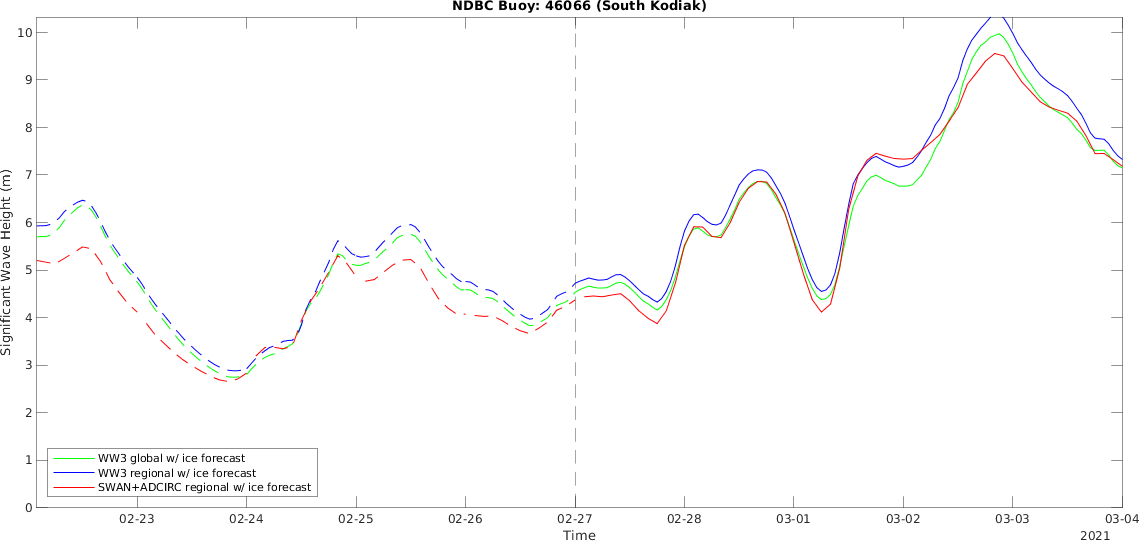 NDBC Buoy: 46066 (South Kodiak)
Significant Wave Height (m)
10
9
8
7
6
5
4
3
2
1
0
WW3 global w/ ice forecast
WW3 regional w/ ice forecast
SWAN+ADCIRC regional w/ ice forecast
02-23 02-24 02-25 02-26 02-27 02-28 03-01 03-02 03-03 03-04
Time
2021